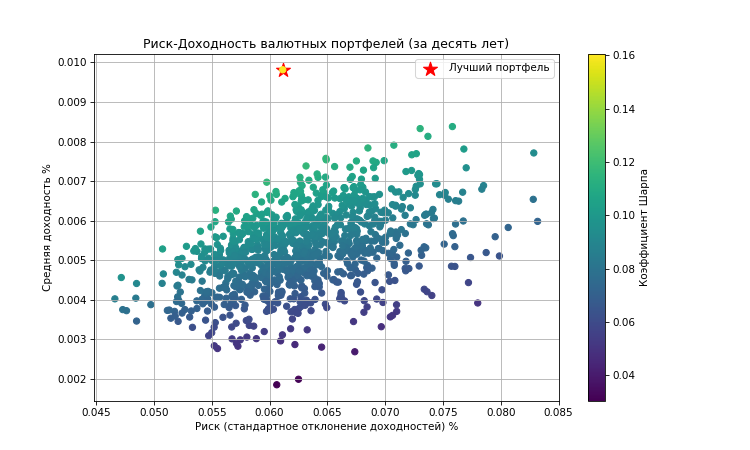 Риск-Доходность валютных портфелей (за десять лет)
Лучший портфель
Средняя доходность %
0.010
0.009
0.008
0.007
0.006
0.005
0.004
0.003
0.002
0.045 0.050 0.055 0.060 0.065 0.070 0.075 0.080 0.085
Риск (стандартное отклонение доходностей) %
0.16
0.14
0.12
0.10
0.08
0.06
0.04
Коэффициент Шарпа